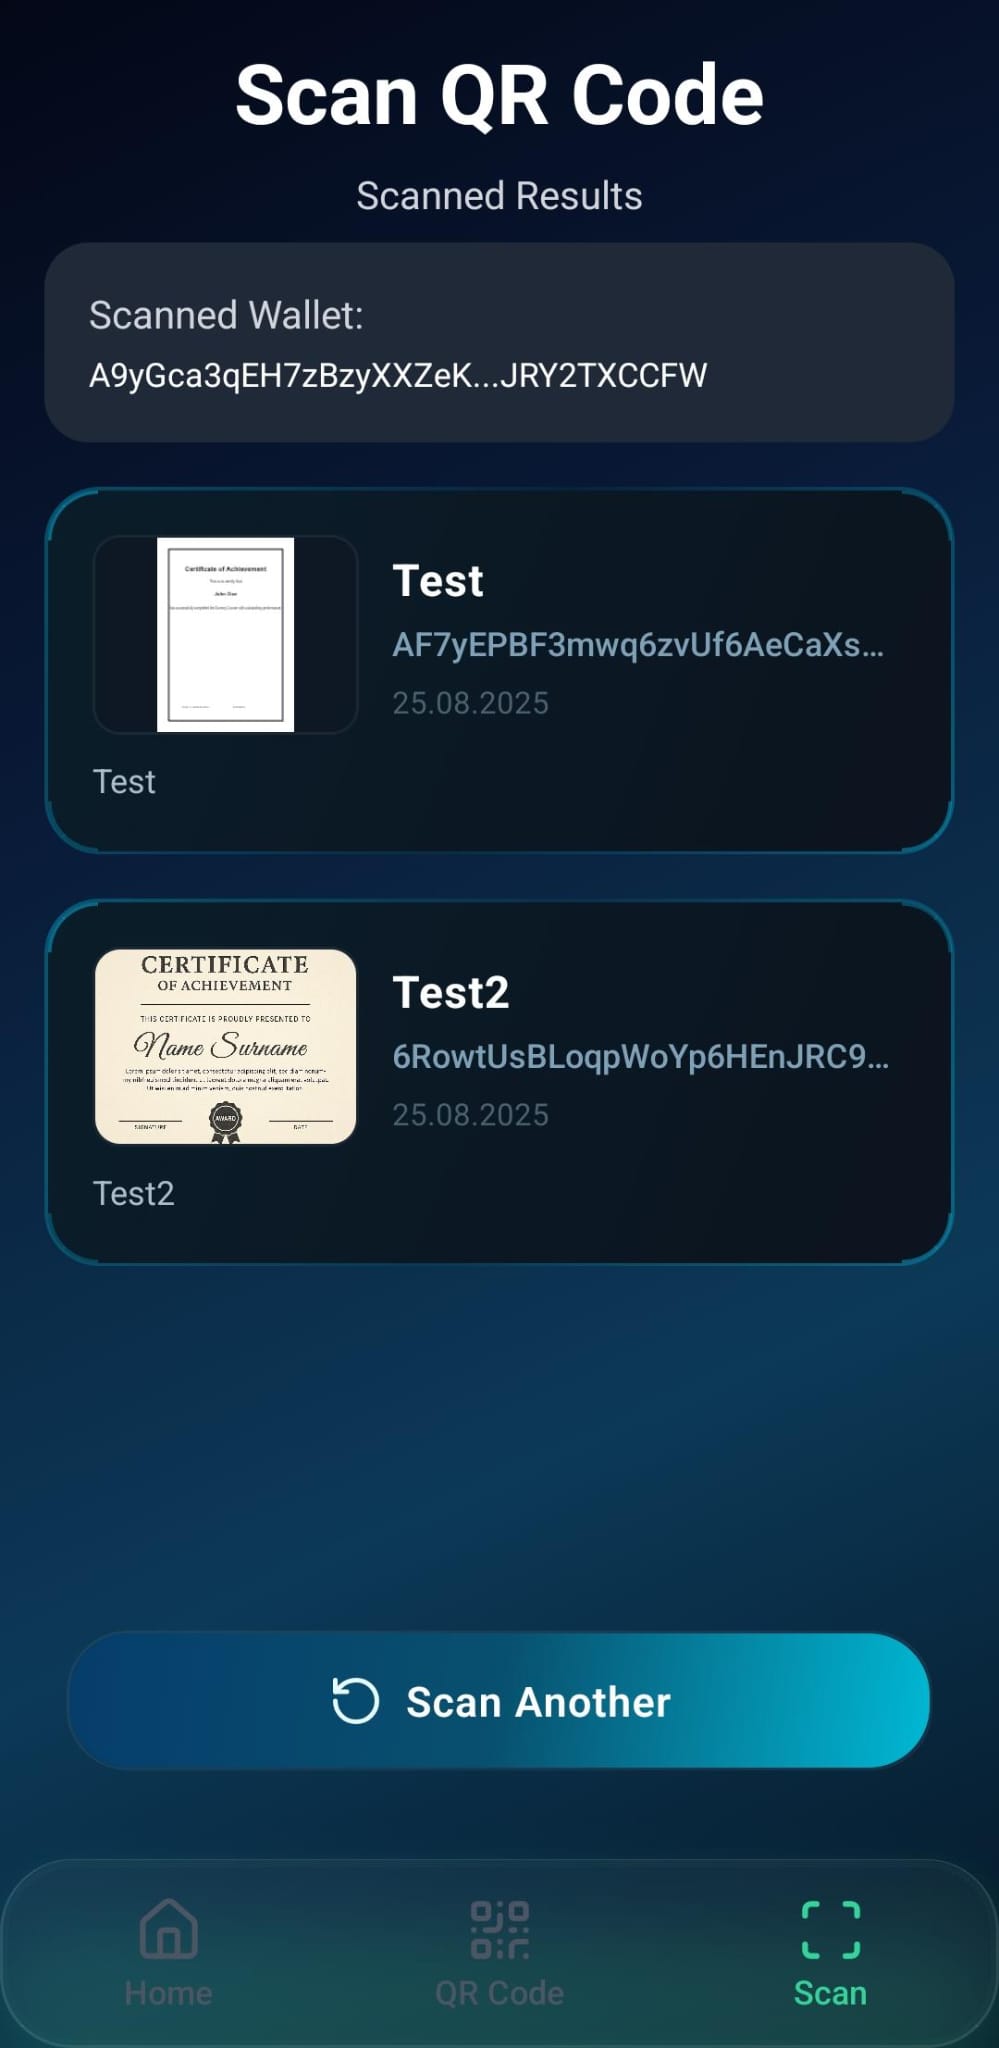 Scan QR Code
Scanned Results
Scanned Wallet:
A9yGca3qEH7zBzyXXZeK...JRY2TXCCFW
Certificate of Achievement
This is to certify that
John Doe
Test
AF7yEPBF3mwq6zvUf6AeCaXs...
25.08.2025
Test
CERTIFICATE
OF ACHIEVEMENT
THIS CERTIFICATE IS PROUDLY PRESENTED TO
Name Surname
SIGNATURE
AWARD
DATE
Test2
6RowtUsBLoqpWoYp6HEnJRC9...
25.08.2025
Test2
Scan Another
Home
QR Code
Scan